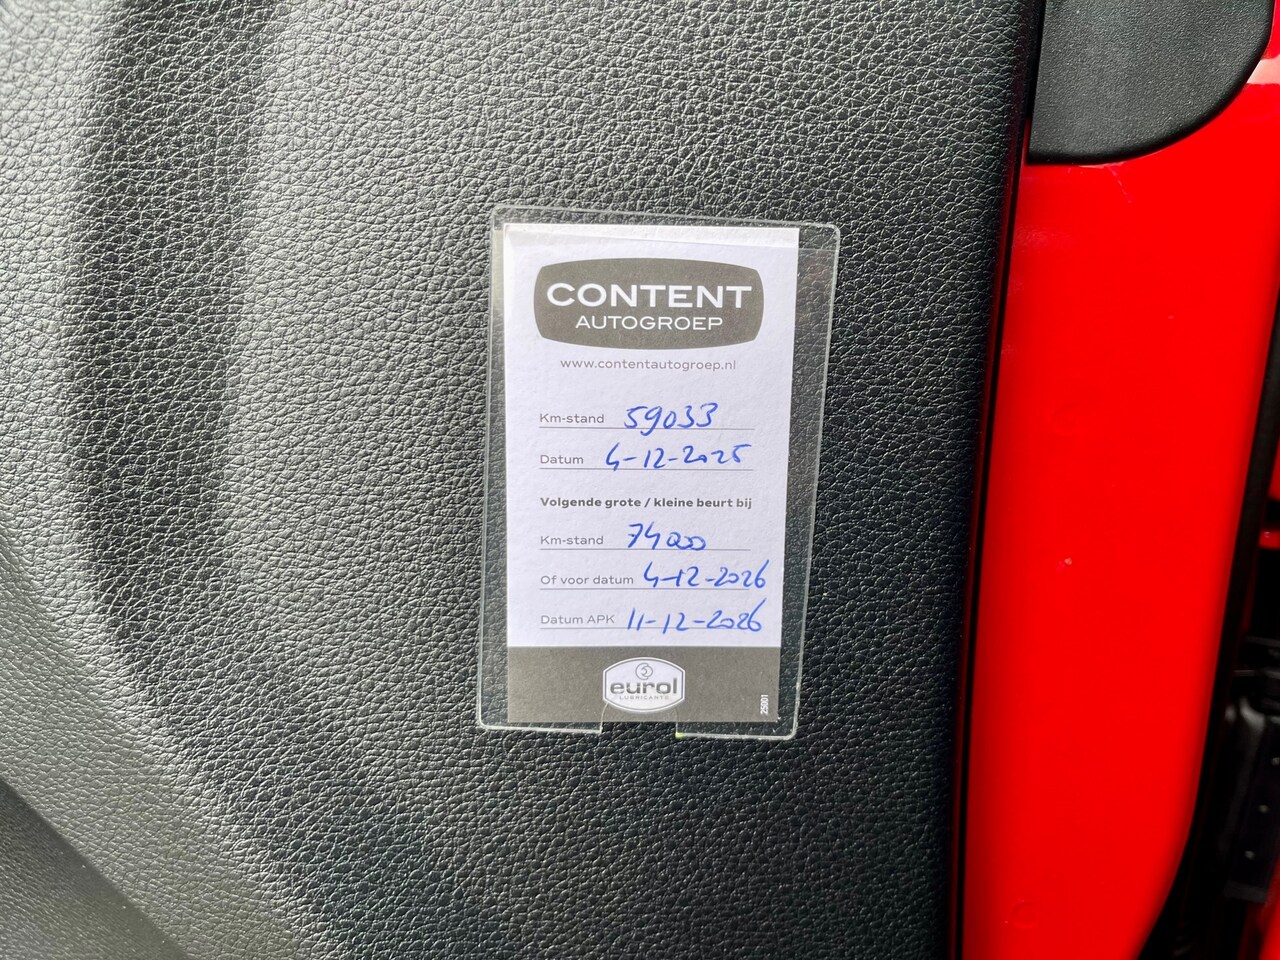 CONTENT
AUTOGROEP
www.contentautogroep.nl
Km-stand 59033
Datum 4-12-2025
Volgende grote / kleine beurt bij
Km-stand 74000
Of voor datum 4-12-2026
Datum APK 11-12-2026
eurol
LUBRICANTS
25001